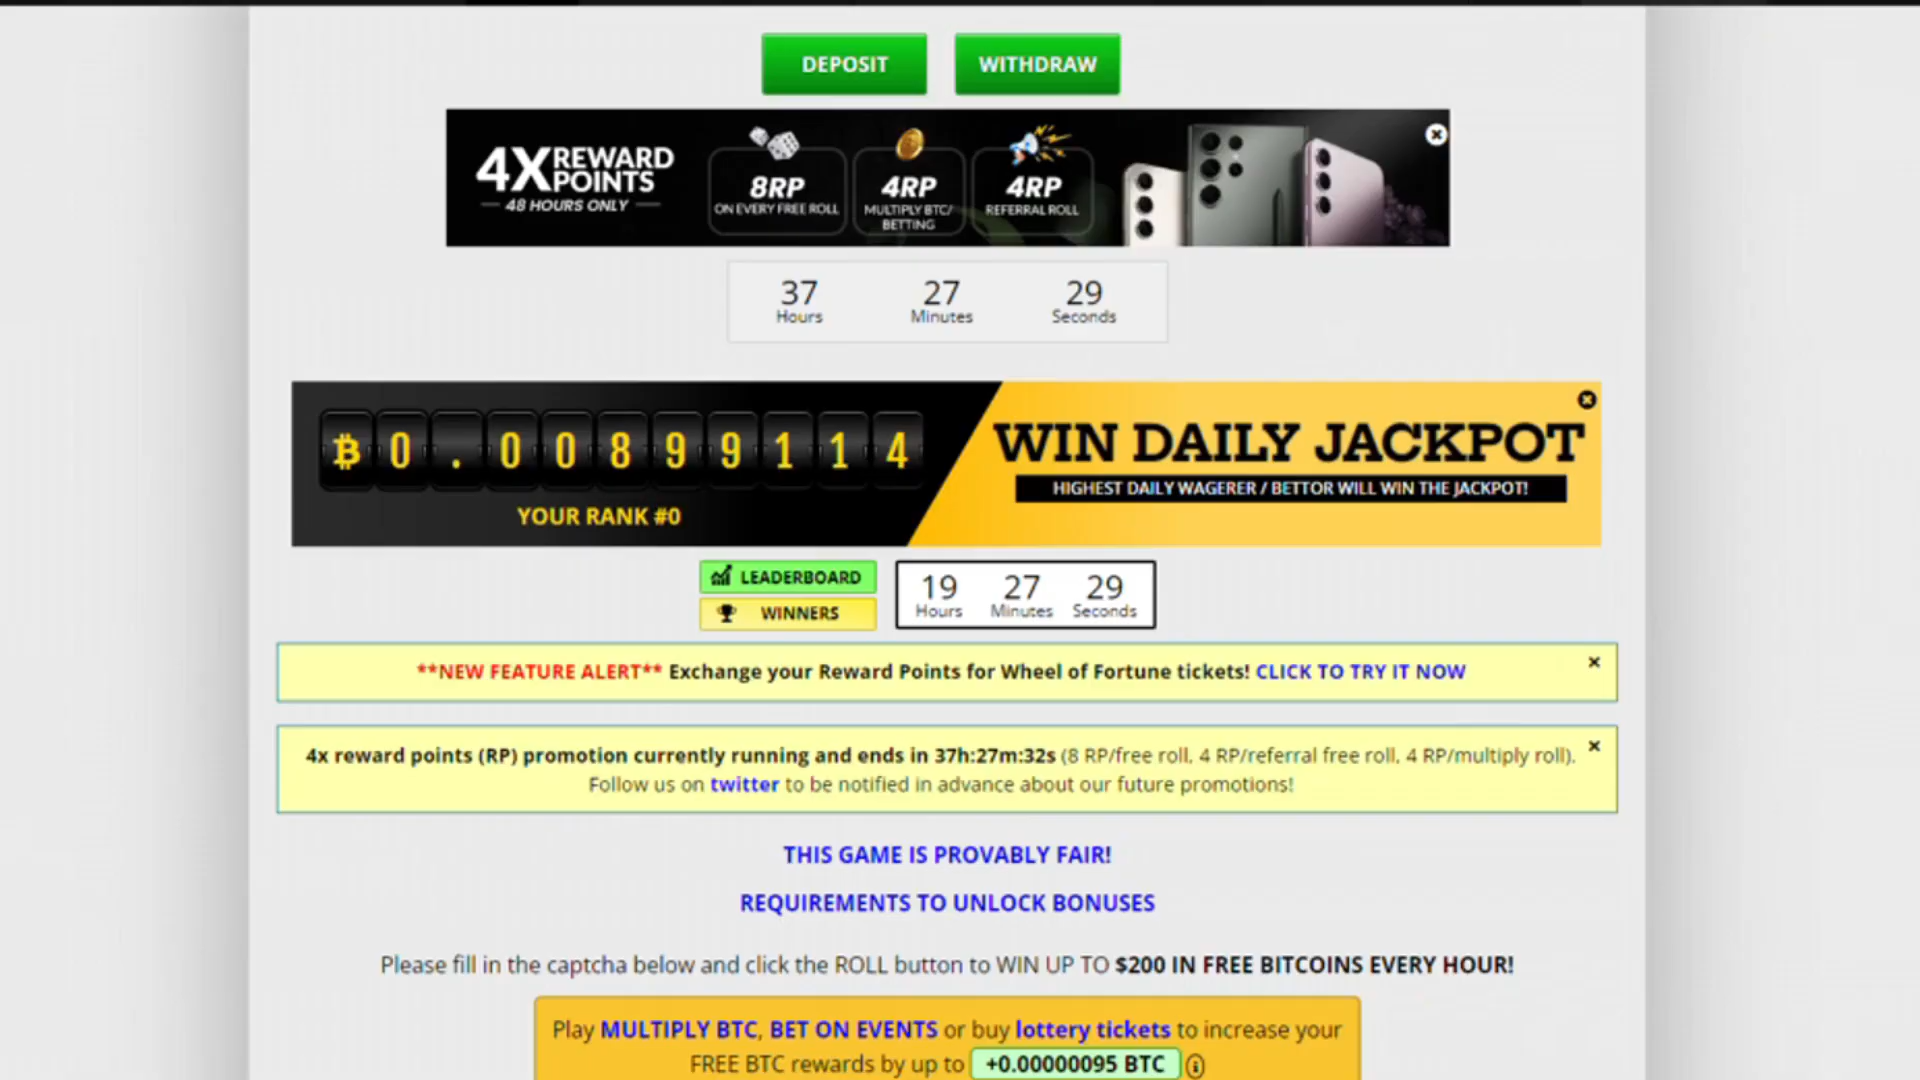 DEPOSIT WITHDRAW
4X REWARD POINTS
48 HOURS ONLY
8RP
ON EVERY FREE ROLL
4RP
MULTIPLY BTC/
BETTING
4RP
REFERRAL ROLL
37 27 29
Hours Minutes Seconds
0.00899114
YOUR RANK #0
WIN DAILY JACKPOT
HIGHEST DAILY WAGERER / BETTOR WILL WIN THE JACKPOT!
LEADERBOARD
WINNERS
19 27 29
Hours Minutes Seconds
**NEW FEATURE ALERT** Exchange your Reward Points for Wheel of Fortune tickets! CLICK TO TRY IT NOW
4x reward points (RP) promotion currently running and ends in 37h:27m:32s (8 RP/free roll, 4 RP/referral free roll, 4 RP/multiply roll).
Follow us on twitter to be notified in advance about our future promotions!
THIS GAME IS PROVABLY FAIR!
REQUIREMENTS TO UNLOCK BONUSES
Please fill in the captcha below and click the ROLL button to WIN UP TO $200 IN FREE BITCOINS EVERY HOUR!
Play MULTIPLY BTC, BET ON EVENTS or buy lottery tickets to increase your
FREE BTC rewards by up to +0.00000095 BTC